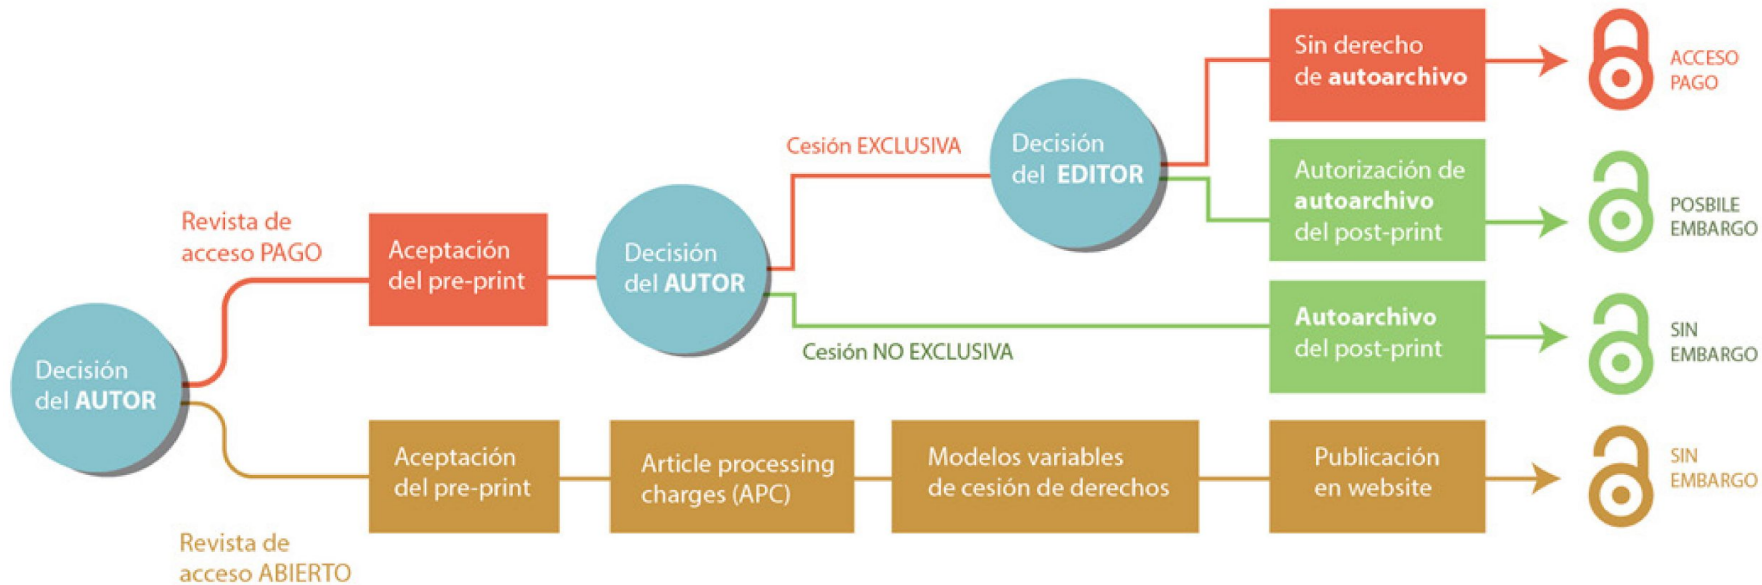 Decisión
del AUTOR
Revista de
acceso PAGO
Aceptación
del pre-print
Decisión
del AUTOR
Cesión EXCLUSIVA
Decisión
del EDITOR
Sin derecho
de autoarchivo
ACCESO
PAGO
Autorización de
autoarchivo
del post-print
POSBILE
EMBARGO
Cesión NO EXCLUSIVA
Autoarchivo
del post-print
SIN
EMBARGO
Revista de
acceso ABIERTO
Aceptación
del pre-print
Article processing
charges (APC)
Modelos variables
de cesión de derechos
Publicación
en website
SIN
EMBARGO